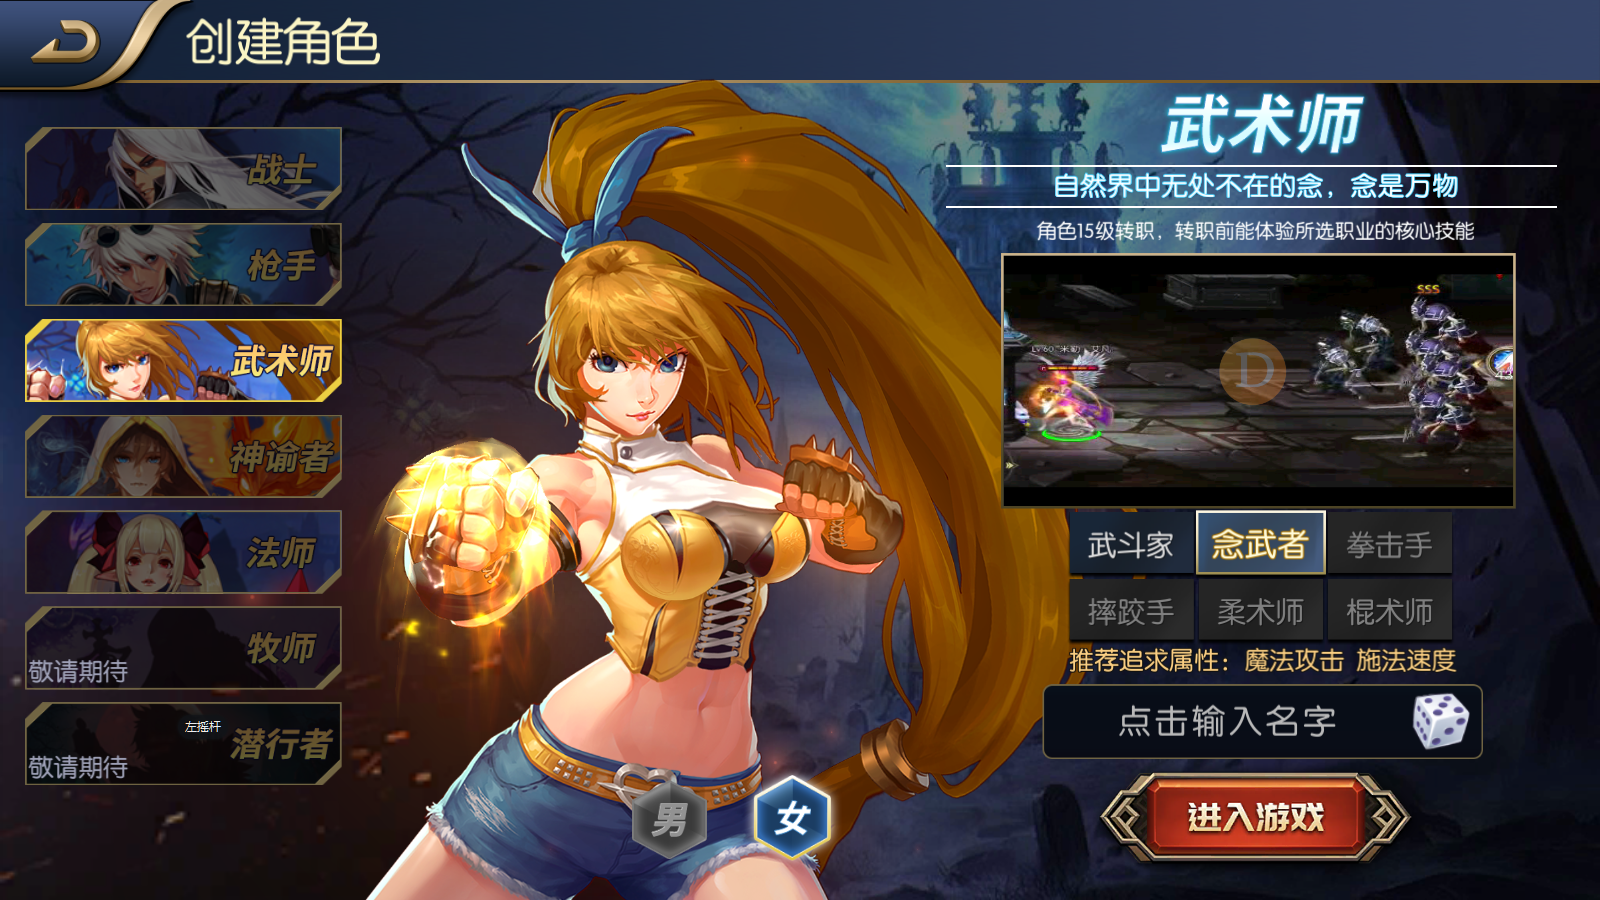 创建角色
战士
枪手
武术师
神谕者
法师
牧师
敬请期待
左摇杆
潜行者
敬请期待
男
女
武术师
自然界中无处不在的念，念是万物
角色15级转职，转职前能体验所选职业的核心技能
SSS
D
武斗家
念武者
拳击手
摔跤手
柔术师
棍术师
推荐追求属性：魔法攻击 施法速度
点击输入名字
进入游戏